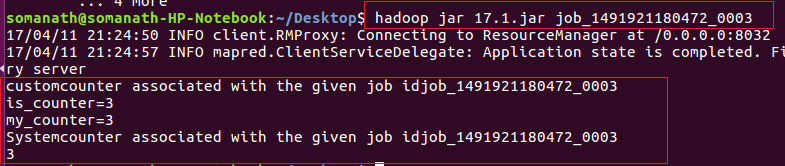 ... 4 more
somanath@somanath-HP-Notebook:~/Desktop$ hadoop jar 17.1.jar job_1491921180472_0003
17/04/11 21:24:50 INFO client.RMProxy: Connecting to ResourceManager at /0.0.0.0:8032
17/04/11 21:24:57 INFO mapred.ClientServiceDelegate: Application state is completed. Fi
ry server
customcounter associated with the given job idjob_1491921180472_0003
is_counter=3
my_counter=3
Systemcounter associated with the given job idjob_1491921180472_0003
3